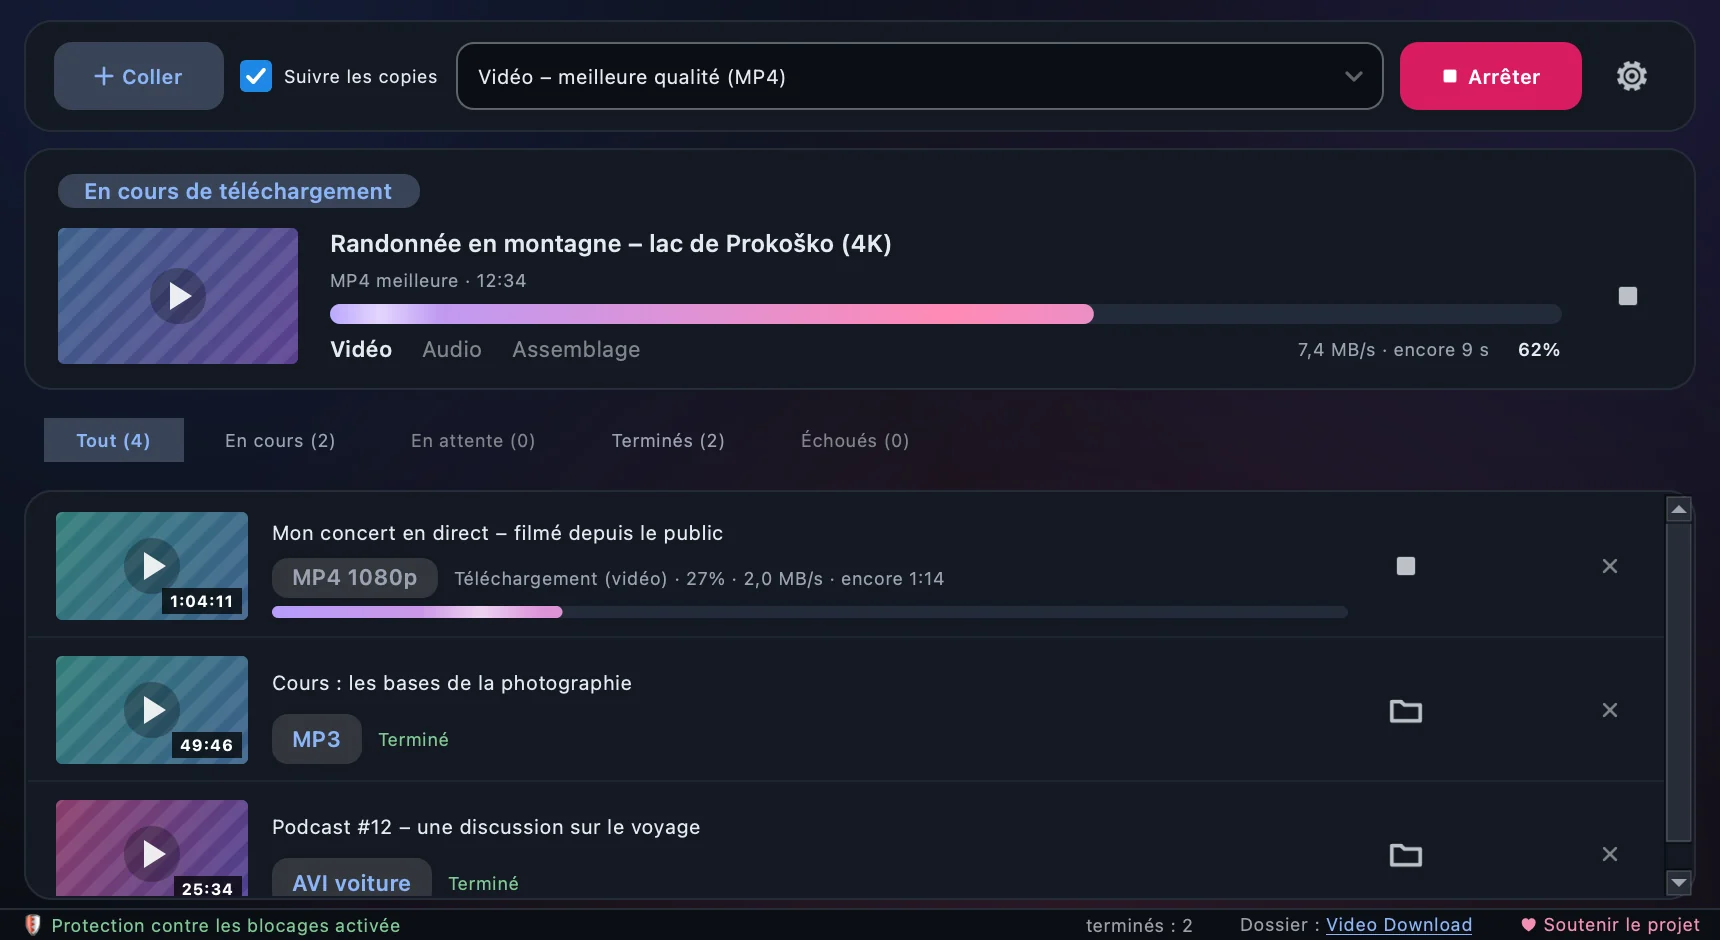 + Coller
Suivre les copies
Vidéo – meilleure qualité (MP4)
Arrêter
En cours de téléchargement
Randonnée en montagne – lac de Prokoško (4K)
MP4 meilleure · 12:34
Vidéo Audio Assemblage
7,4 MB/s · encore 9 s 62%
Tout (4) En cours (2) En attente (0) Terminés (2) Échoués (0)
Mon concert en direct – filmé depuis le public
MP4 1080p Téléchargement (vidéo) · 27% · 2,0 MB/s · encore 1:14
1:04:11
Cours : les bases de la photographie
MP3 Terminé
49:46
Podcast #12 – une discussion sur le voyage
AVI voiture Terminé
25:34
Protection contre les blocages activée
terminés : 2
Dossier : Video Download
Soutenir le projet